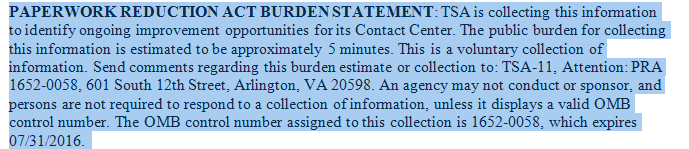 PAPERWORK REDUCTION ACT BURDEN STATEMENT: TSA is collecting this information
to identify ongoing improvement opportunities for its Contact Center. The public burden for collecting
this information is estimated to be approximately 5 minutes. This is a voluntary collection of
information. Send comments regarding this burden estimate or collection to: TSA-11, Attention: PRA
1652-0058, 601 South 12th Street, Arlington, VA 20598. An agency may not conduct or sponsor, and
persons are not required to respond to a collection of information, unless it displays a valid OMB
control number. The OMB control number assigned to this collection is 1652-0058, which expires
07/31/2016.